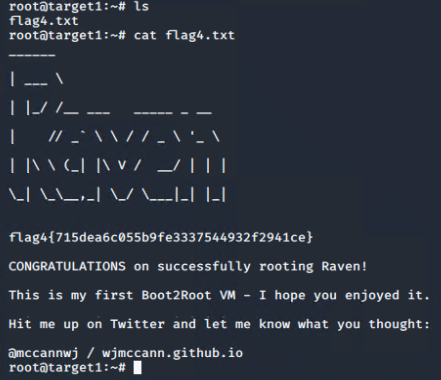 root@target1:~# ls
flag4.txt
root@target1:~# cat flag4.txt
______
| ___ \
| |_/ /__ ___   _____ _ __
|    // _` \ \ / / _ \ '_ \
| |\ \ (_| |\ V /  __/ | | |
\_| \_\__,_| \_/ \___|_| |_|
flag4{715dea6c055b9fe3337544932f2941ce}
CONGRATULATIONS on successfully rooting Raven!
This is my first Boot2Root VM - I hope you enjoyed it.
Hit me up on Twitter and let me know what you thought:
@mccannwj / wjmccann.github.io
root@target1:~#